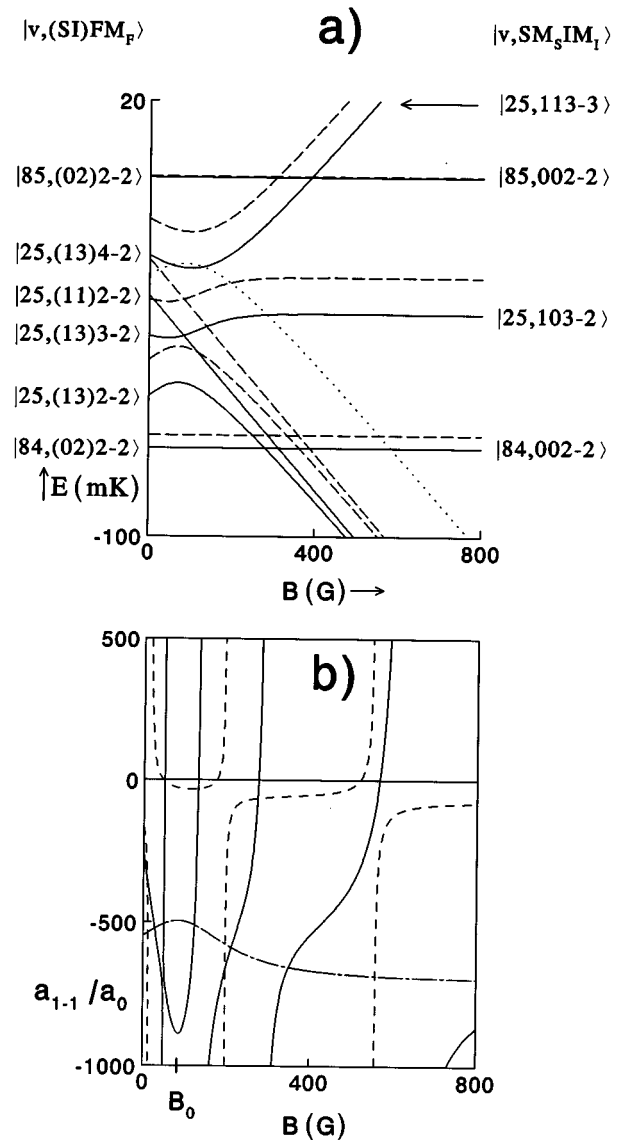 |v,(SI)FM_F⟩ a) |v,SM_SIM_I⟩
20
|25,113-3⟩
|85,(02)2-2⟩ |85,002-2⟩
|25,(13)4-2⟩
|25,(11)2-2⟩
|25,103-2⟩
|25,(13)3-2⟩
|25,(13)2-2⟩
|84,(02)2-2⟩ |84,002-2⟩
↑E (mK)
-100
0 400 800
B (G) →
500 b)
0
-500
a_{1-1}/a_0
-1000
0 B_0 400 800
B (G)